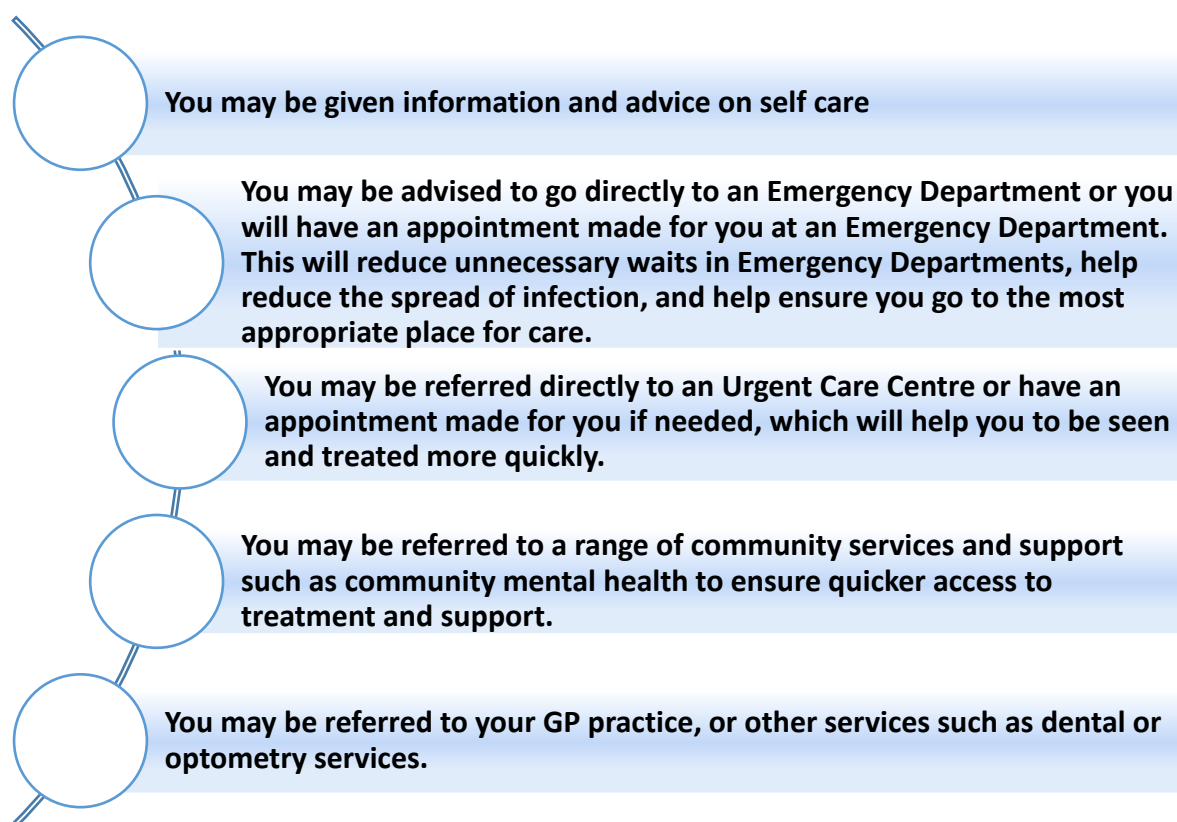 You may be given information and advice on self care
You may be advised to go directly to an Emergency Department or you
will have an appointment made for you at an Emergency Department.
This will reduce unnecessary waits in Emergency Departments, help
reduce the spread of infection, and help ensure you go to the most
appropriate place for care.
You may be referred directly to an Urgent Care Centre or have an
appointment made for you if needed, which will help you to be seen
and treated more quickly.
You may be referred to a range of community services and support
such as community mental health to ensure quicker access to
treatment and support.
You may be referred to your GP practice, or other services such as dental or
optometry services.